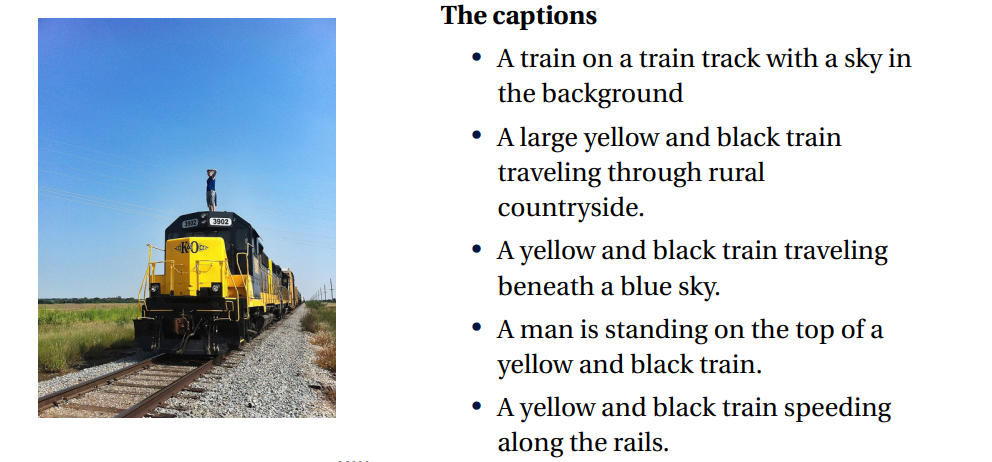 The captions
• A train on a train track with a sky in
the background
• A large yellow and black train
traveling through rural
countryside.
• A yellow and black train traveling
beneath a blue sky.
• A man is standing on the top of a
yellow and black train.
• A yellow and black train speeding
along the rails.
3902 3902
K&O